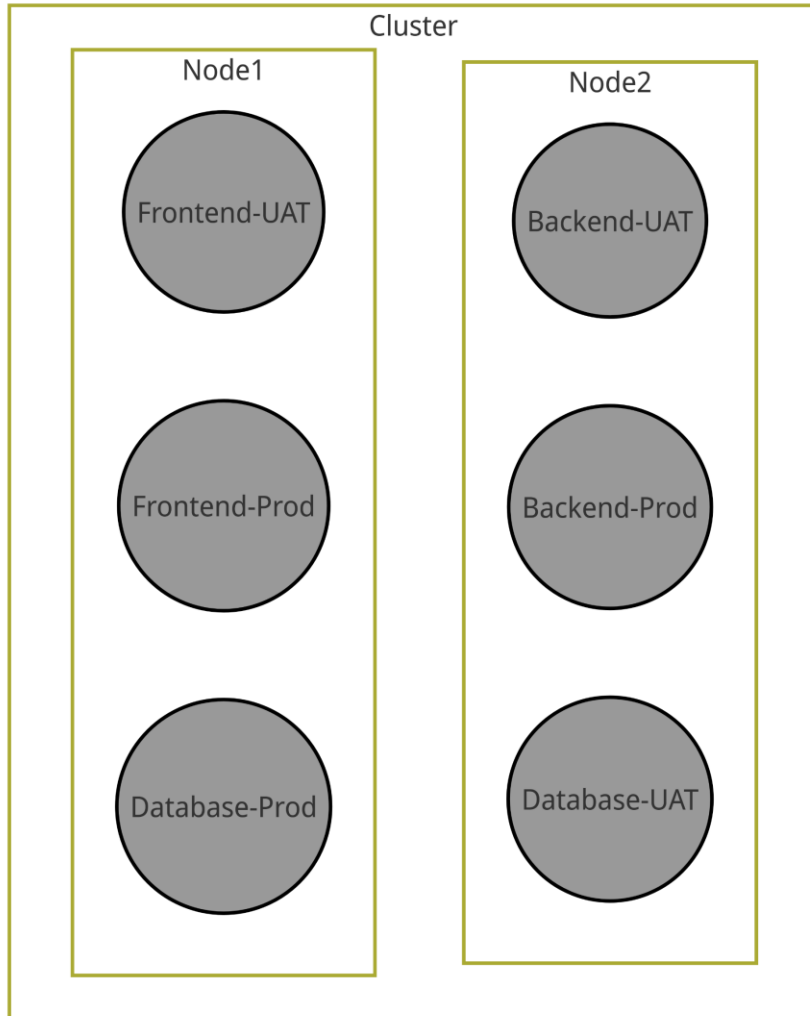 Cluster
Node1
Frontend-UAT
Frontend-Prod
Database-Prod
Node2
Backend-UAT
Backend-Prod
Database-UAT